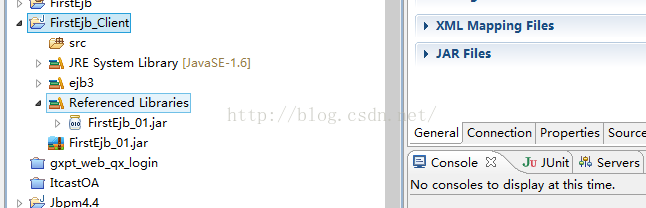 FirstEjb
FirstEjb_Client
src
JRE System Library [JavaSE-1.6]
ejb3
Referenced Libraries
FirstEjb_01.jar
FirstEjb_01.jar
gxpt_web_qx_login
ItcastOA
Jbpm4.4
XML Mapping Files
JAR Files
General Connection Properties Source
Console JUnit Servers
No consoles to display at this time.
http://blog.csdn.net/